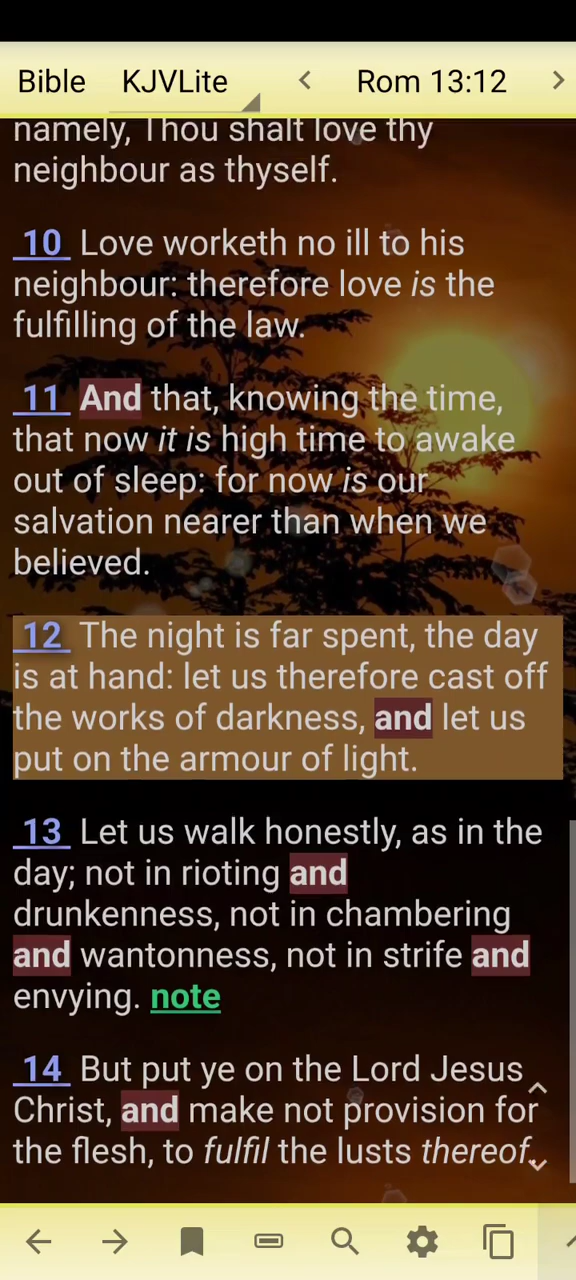 Bible KJVLite Rom 13:12
namely, Thou shalt love thy
neighbour as thyself.
10 Love worketh no ill to his
neighbour: therefore love is the
fulfilling of the law.
11 And that, knowing the time,
that now it is high time to awake
out of sleep: for now is our
salvation nearer than when we
believed.
12 The night is far spent, the day
is at hand: let us therefore cast off
the works of darkness, and let us
put on the armour of light.
13 Let us walk honestly, as in the
day; not in rioting and
drunkenness, not in chambering
and wantonness, not in strife and
envying. note
14 But put ye on the Lord Jesus
Christ, and make not provision for
the flesh, to fulfil the lusts thereof.